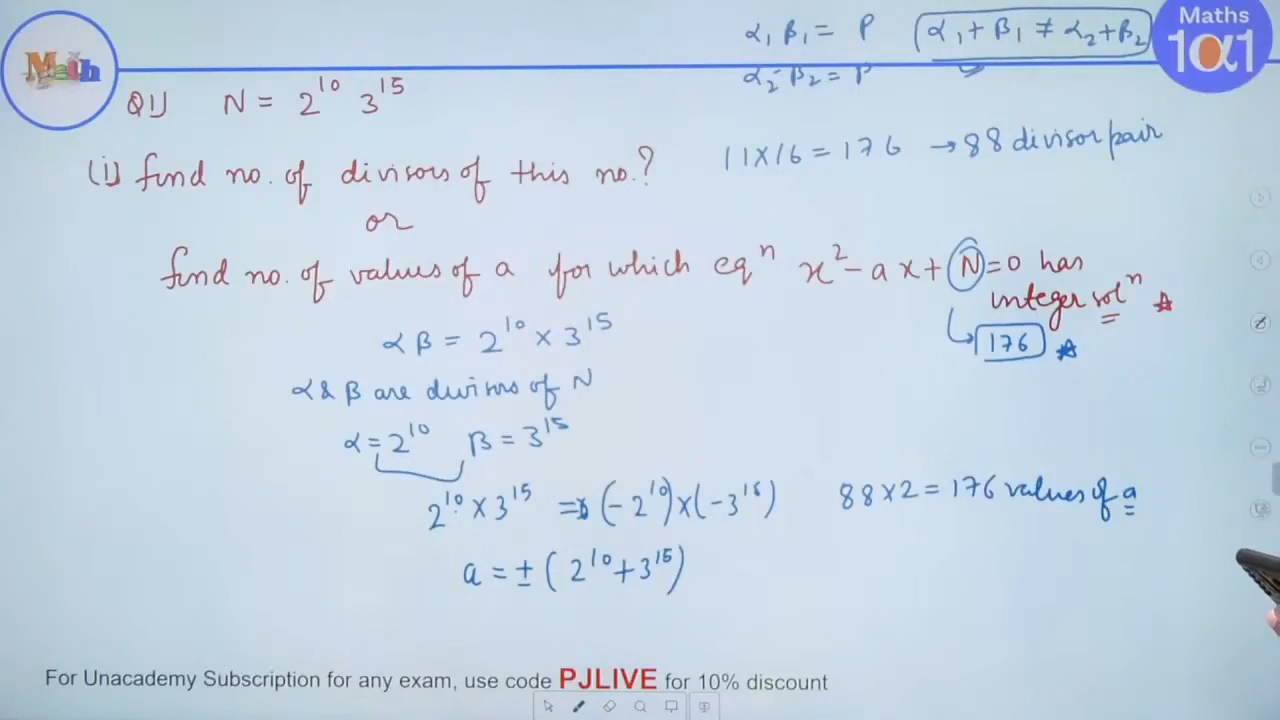 Math
α₁ β₁ = P α₁ + β₁ ≠ α₂ + β₂
α₂ β₂ = P
Maths
1α1
Q1) N = 2¹⁰ 3¹⁵
(i) find no. of divisors of this no.? 11×16 = 176 → 88 divisor pair
or
find no. of values of a for which eqⁿ x² - ax + N = 0 has
integer solⁿ
176
αβ = 2¹⁰ × 3¹⁵
α & β are divisors of N
α = 2¹⁰ β = 3¹⁵
2¹⁰ × 3¹⁵ ⇒ (-2¹⁰) × (-3¹⁵) 88×2 = 176 values of a
a = ± (2¹⁰ + 3¹⁵)
For Unacademy Subscription for any exam, use code PJLIVE for 10% discount